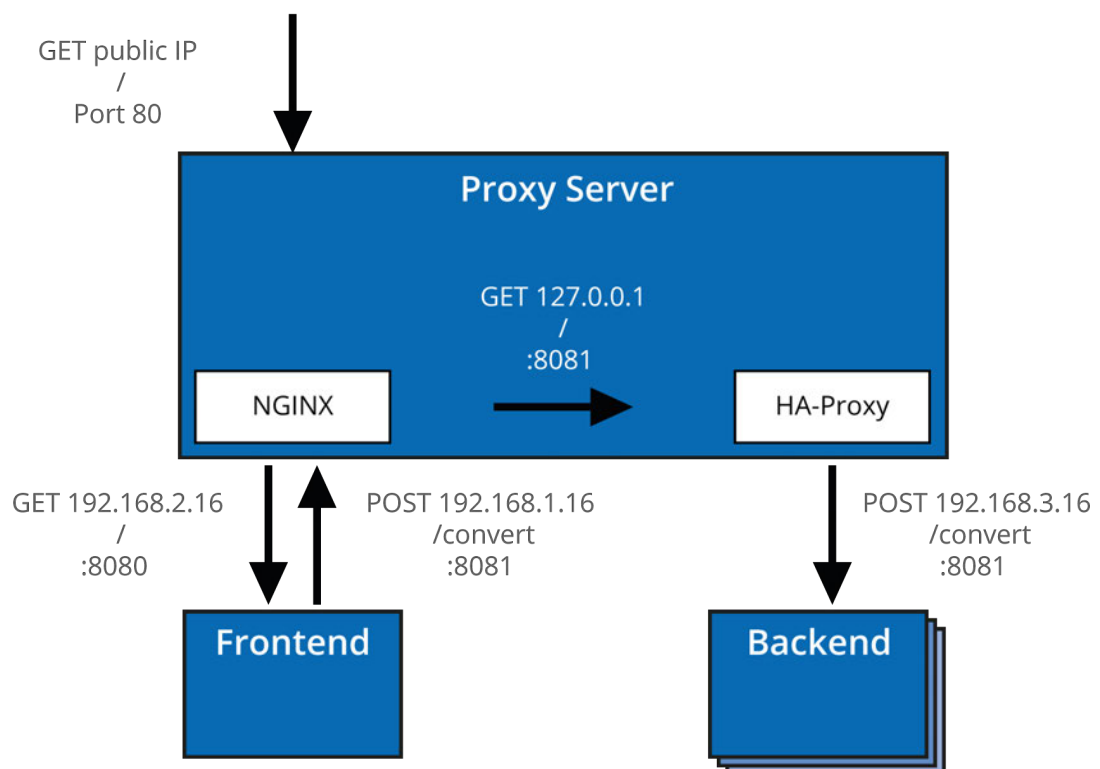 GET public IP
/
Port 80
Proxy Server
GET 127.0.0.1
/
:8081
NGINX
HA-Proxy
GET 192.168.2.16
/
:8080
POST 192.168.1.16
/convert
:8081
POST 192.168.3.16
/convert
:8081
Frontend
Backend